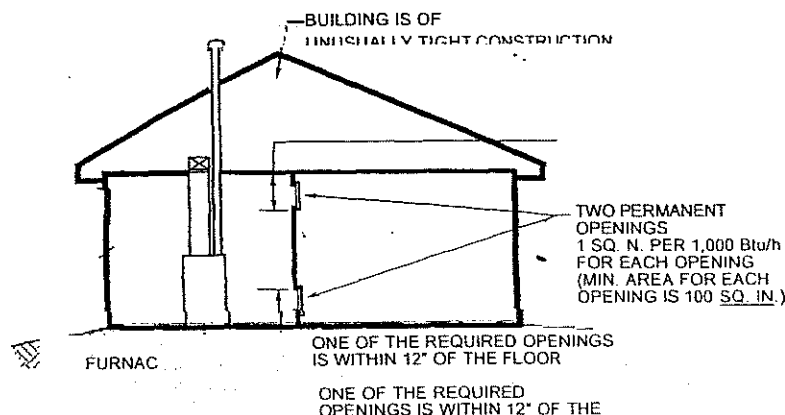 BUILDING IS OF
UNUSUALLY TIGHT CONSTRUCTION
TWO PERMANENT
OPENINGS
1 SQ. N. PER 1,000 Btu/h
FOR EACH OPENING
(MIN. AREA FOR EACH
OPENING IS 100 SQ. IN.)
ONE OF THE REQUIRED OPENINGS
IS WITHIN 12" OF THE FLOOR
FURNAC
ONE OF THE REQUIRED
OPENINGS IS WITHIN 12" OF THE